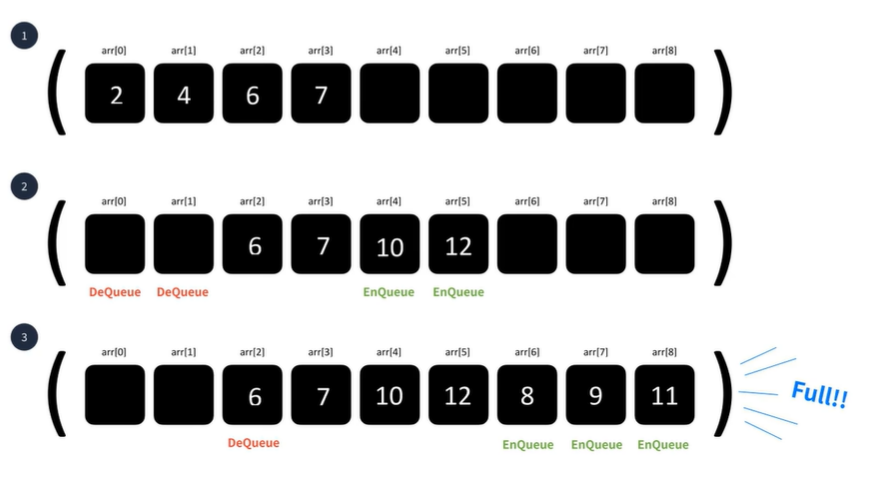 1
arr[0] arr[1] arr[2] arr[3] arr[4] arr[5] arr[6] arr[7] arr[8]
( 2 4 6 7 )
2
arr[0] arr[1] arr[2] arr[3] arr[4] arr[5] arr[6] arr[7] arr[8]
( 6 7 10 12 )
DeQueue DeQueue EnQueue EnQueue
3
arr[0] arr[1] arr[2] arr[3] arr[4] arr[5] arr[6] arr[7] arr[8]
( 6 7 10 12 8 9 11 ) Full!!
DeQueue EnQueue EnQueue EnQueue